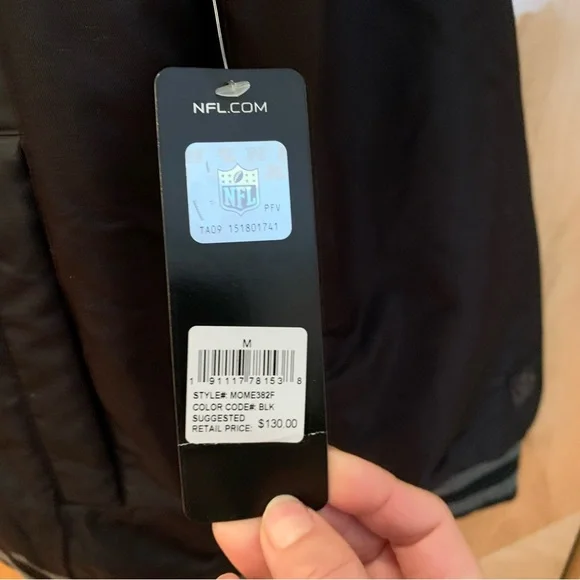 NFL.COM
NFL
PFV
TA09 151801741
M
1 91117 78153 8
STYLE#: MOME382F
COLOR CODE#: BLK
SUGGESTED
RETAIL PRICE: $130.00